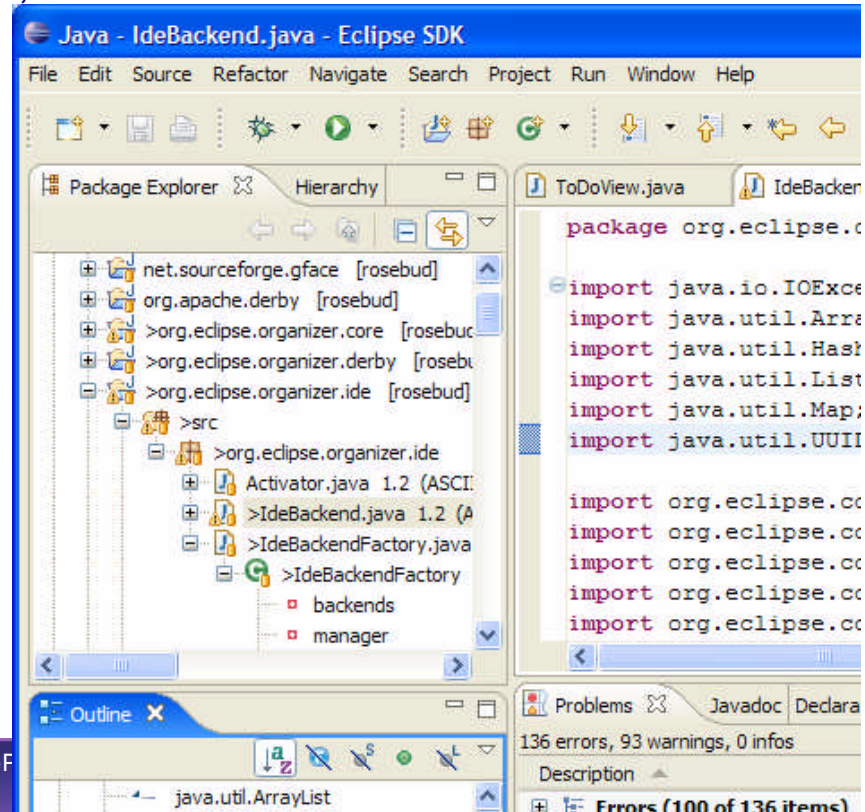 Java - IdeBackend.java - Eclipse SDK
File Edit Source Refactor Navigate Search Project Run Window Help
Package Explorer Hierarchy
net.sourceforge.gface [rosebud]
org.apache.derby [rosebud]
>org.eclipse.organizer.core [rosebud
>org.eclipse.organizer.derby [rosebu
>org.eclipse.organizer.ide [rosebud]
>src
>org.eclipse.organizer.ide
Activator.java 1.2 (ASCI
>IdeBackend.java 1.2 (A
>IdeBackendFactory.java
>IdeBackendFactory
backends
manager
ToDoView.java IdeBacken
package org.eclipse.o
import java.io.IOExce
import java.util.Arra
import java.util.Hash
import java.util.List
import java.util.Map;
import java.util.UUID
import org.eclipse.co
import org.eclipse.co
import org.eclipse.co
import org.eclipse.co
import org.eclipse.co
Outline
java.util.ArrayList
Problems Javadoc Declara
136 errors, 93 warnings, 0 infos
Description
Errors (100 of 136 items)
F